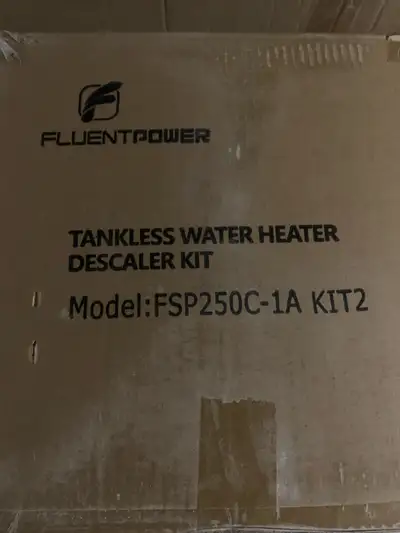 FLUENTPOWER
TANKLESS WATER HEATER
DESCALER KIT
Model:FSP250C-1A KIT2